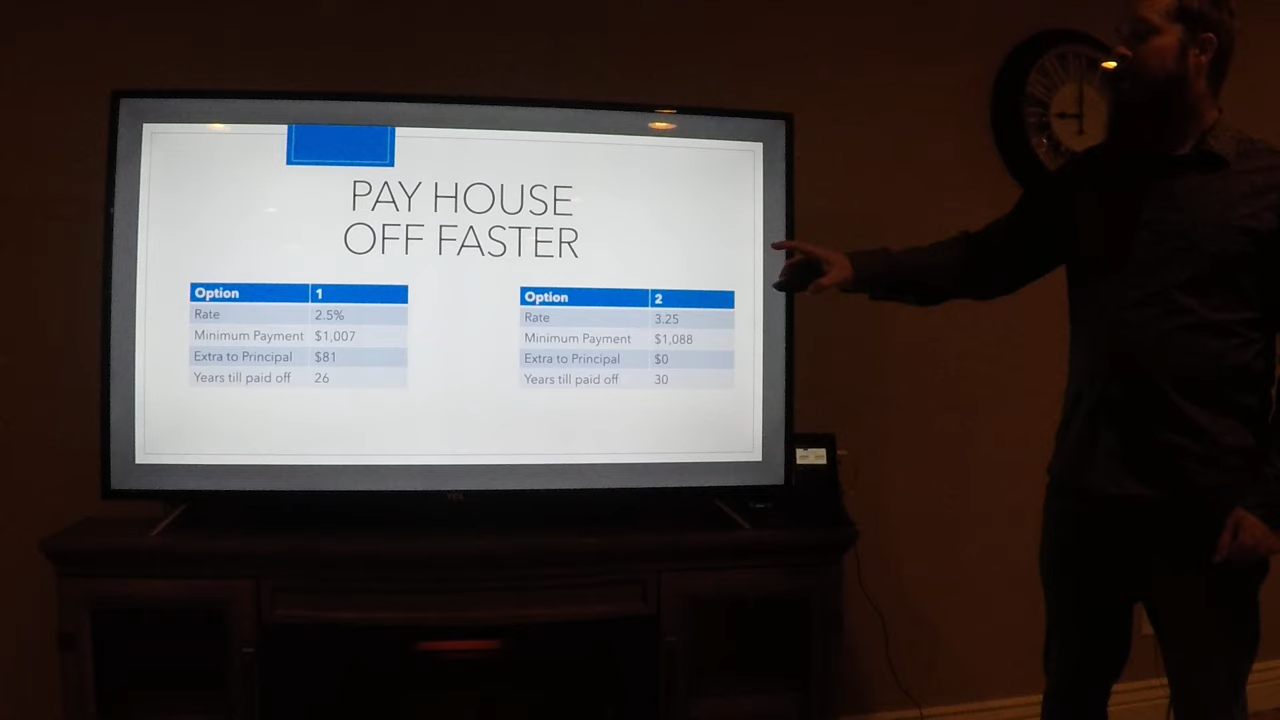 PAY HOUSE
OFF FASTER
Option 1
Rate 2.5%
Minimum Payment $1,007
Extra to Principal $81
Years till paid off 26
Option 2
Rate 3.25
Minimum Payment $1,088
Extra to Principal $0
Years till paid off 30
TCL